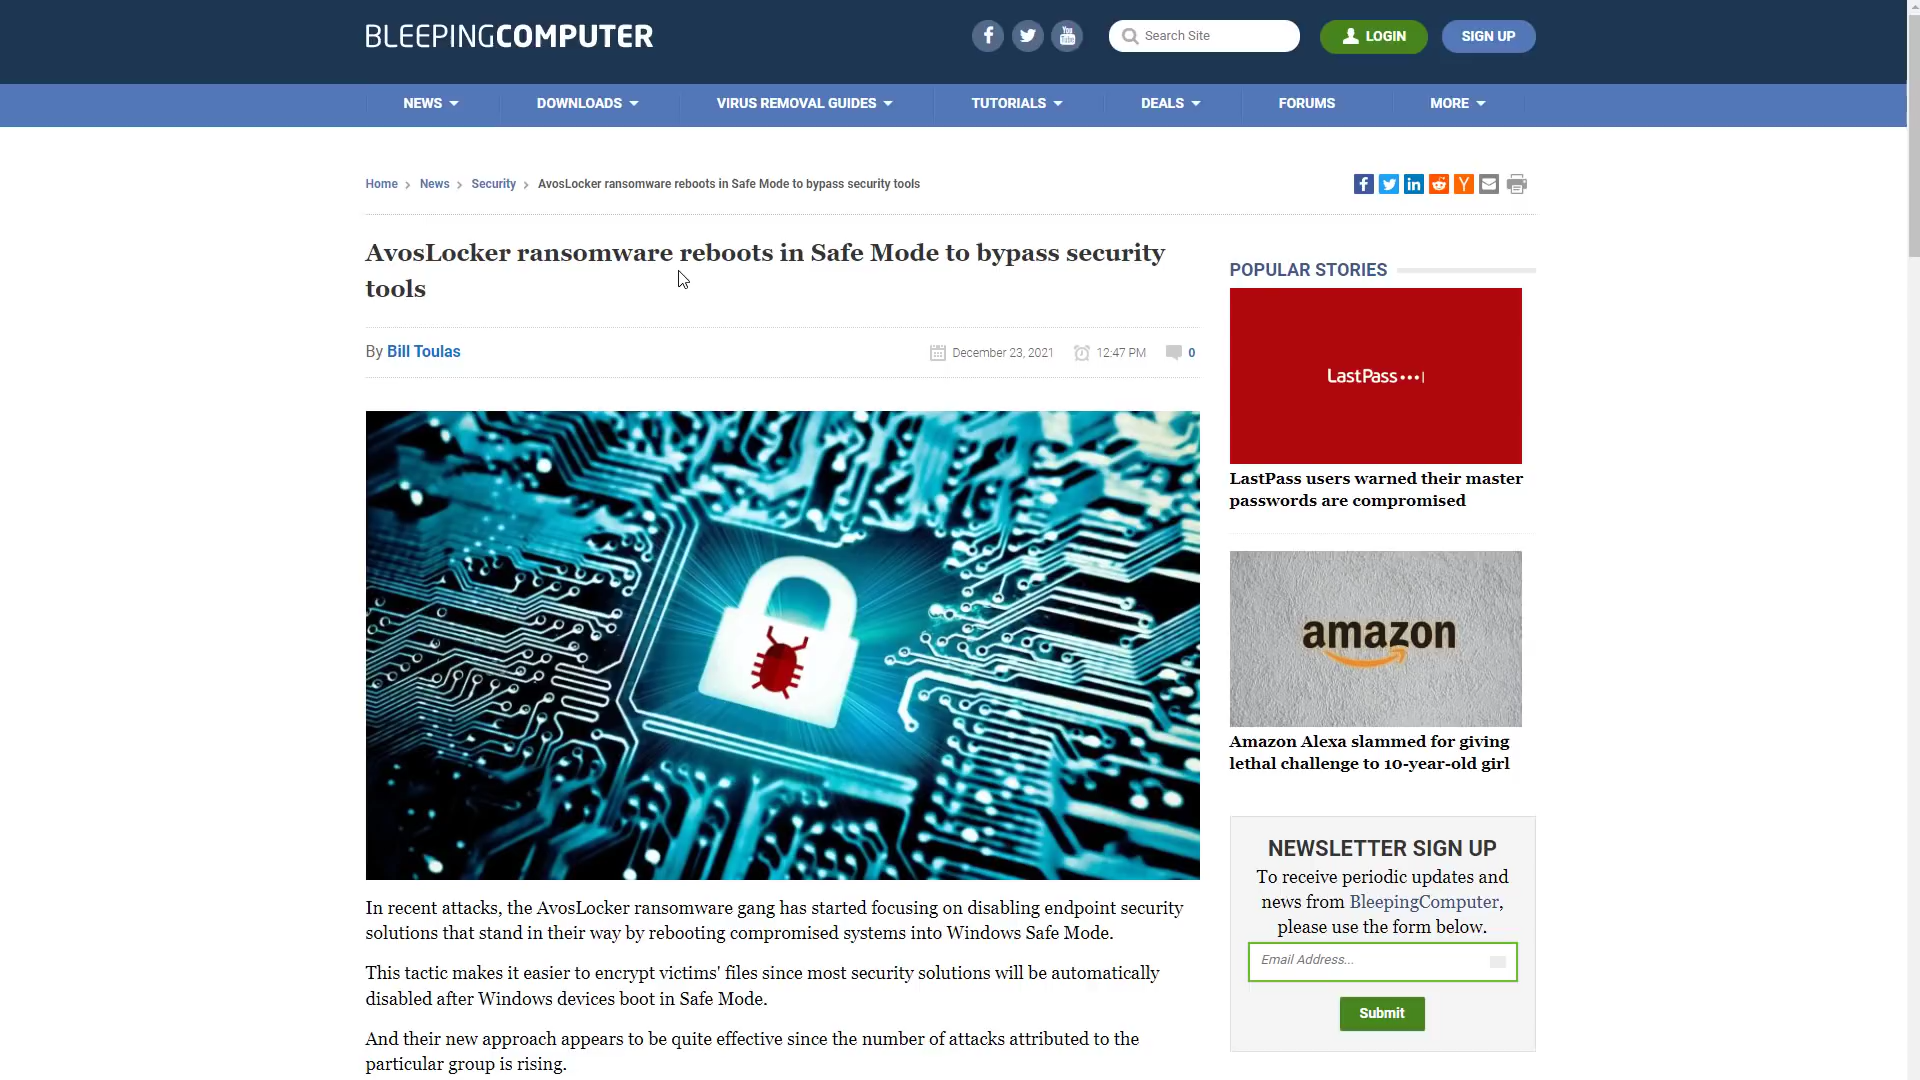 BLEEPINGCOMPUTER
Search Site
LOGIN
SIGN UP
NEWS
DOWNLOADS
VIRUS REMOVAL GUIDES
TUTORIALS
DEALS
FORUMS
MORE
Home
News
Security
AvosLocker ransomware reboots in Safe Mode to bypass security tools
AvosLocker ransomware reboots in Safe Mode to bypass security
tools
By Bill Toulas
December 23, 2021
12:47 PM
0
In recent attacks, the AvosLocker ransomware gang has started focusing on disabling endpoint security
solutions that stand in their way by rebooting compromised systems into Windows Safe Mode.
This tactic makes it easier to encrypt victims' files since most security solutions will be automatically
disabled after Windows devices boot in Safe Mode.
And their new approach appears to be quite effective since the number of attacks attributed to the
particular group is rising.
POPULAR STORIES
LastPass
LastPass users warned their master
passwords are compromised
amazon
Amazon Alexa slammed for giving
lethal challenge to 10-year-old girl
NEWSLETTER SIGN UP
To receive periodic updates and
news from BleepingComputer,
please use the form below.
Email Address...
Submit